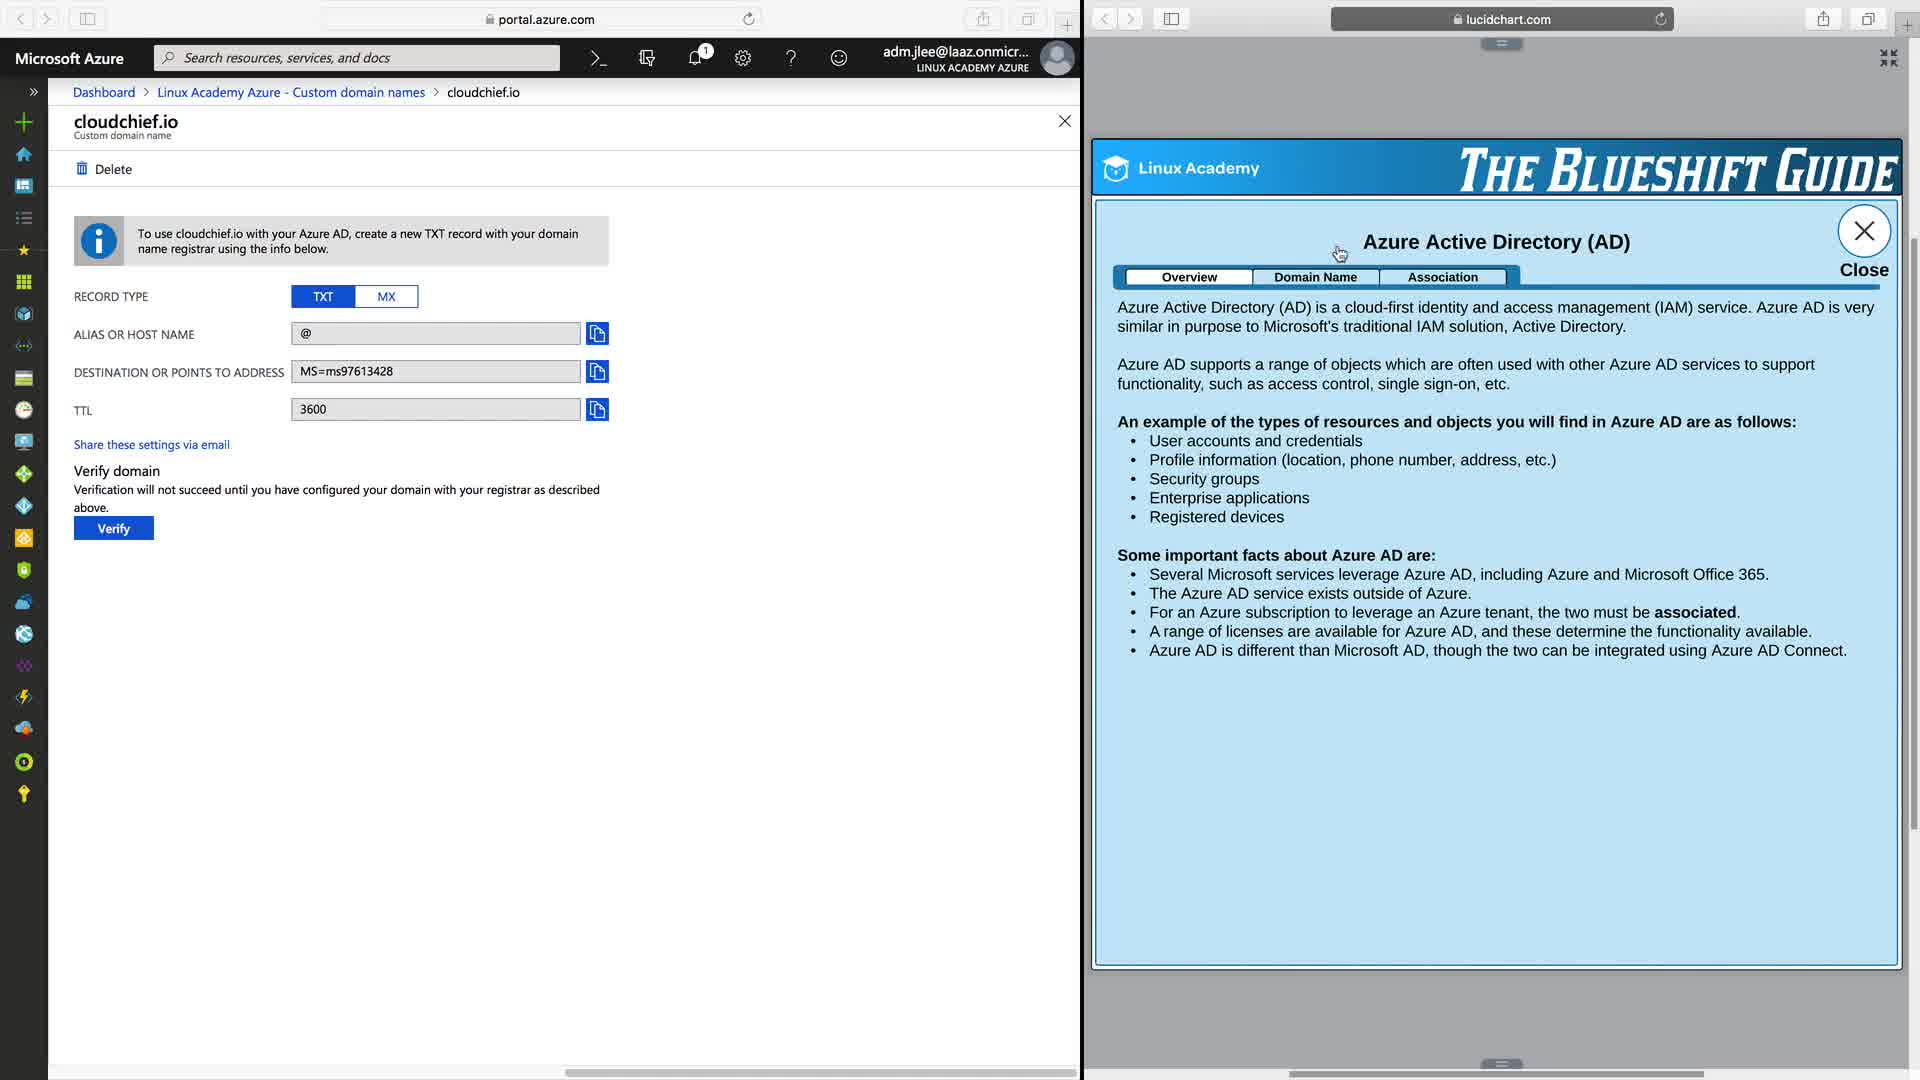 portal.azure.com
Microsoft Azure
Search resources, services, and docs
1
adm.jlee@laaz.onmicr...
LINUX ACADEMY AZURE
Dashboard > Linux Academy Azure - Custom domain names > cloudchief.io
cloudchief.io
Custom domain name
Delete
To use cloudchief.io with your Azure AD, create a new TXT record with your domain
name registrar using the info below.
RECORD TYPE
TXT
MX
ALIAS OR HOST NAME
@
DESTINATION OR POINTS TO ADDRESS
MS=ms97613428
TTL
3600
Share these settings via email
Verify domain
Verification will not succeed until you have configured your domain with your registrar as described
above.
Verify
lucidchart.com
Linux Academy
THE BLUESHIFT GUIDE
Azure Active Directory (AD)
Close
Overview
Domain Name
Association
Azure Active Directory (AD) is a cloud-first identity and access management (IAM) service. Azure AD is very
similar in purpose to Microsoft's traditional IAM solution, Active Directory.
Azure AD supports a range of objects which are often used with other Azure AD services to support
functionality, such as access control, single sign-on, etc.
An example of the types of resources and objects you will find in Azure AD are as follows:
• User accounts and credentials
• Profile information (location, phone number, address, etc.)
• Security groups
• Enterprise applications
• Registered devices
Some important facts about Azure AD are:
• Several Microsoft services leverage Azure AD, including Azure and Microsoft Office 365.
• The Azure AD service exists outside of Azure.
• For an Azure subscription to leverage an Azure tenant, the two must be associated.
• A range of licenses are available for Azure AD, and these determine the functionality available.
• Azure AD is different than Microsoft AD, though the two can be integrated using Azure AD Connect.